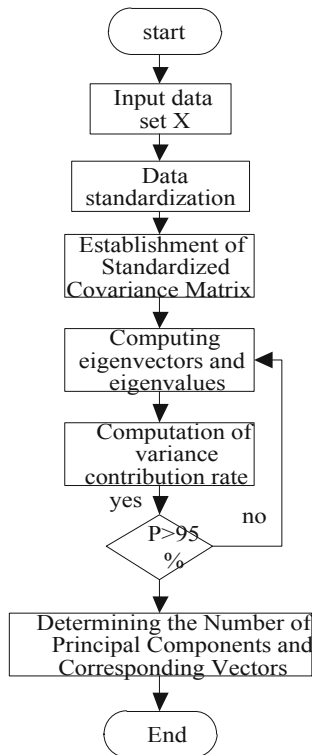 start
Input data
set X
Data
standardization
Establishment of
Standardized
Covariance Matrix
Computing
eigenvectors and
eigenvalues
Computation of
variance
contribution rate
yes
no
P>95
%
Determining the Number of
Principal Components and
Corresponding Vectors
End